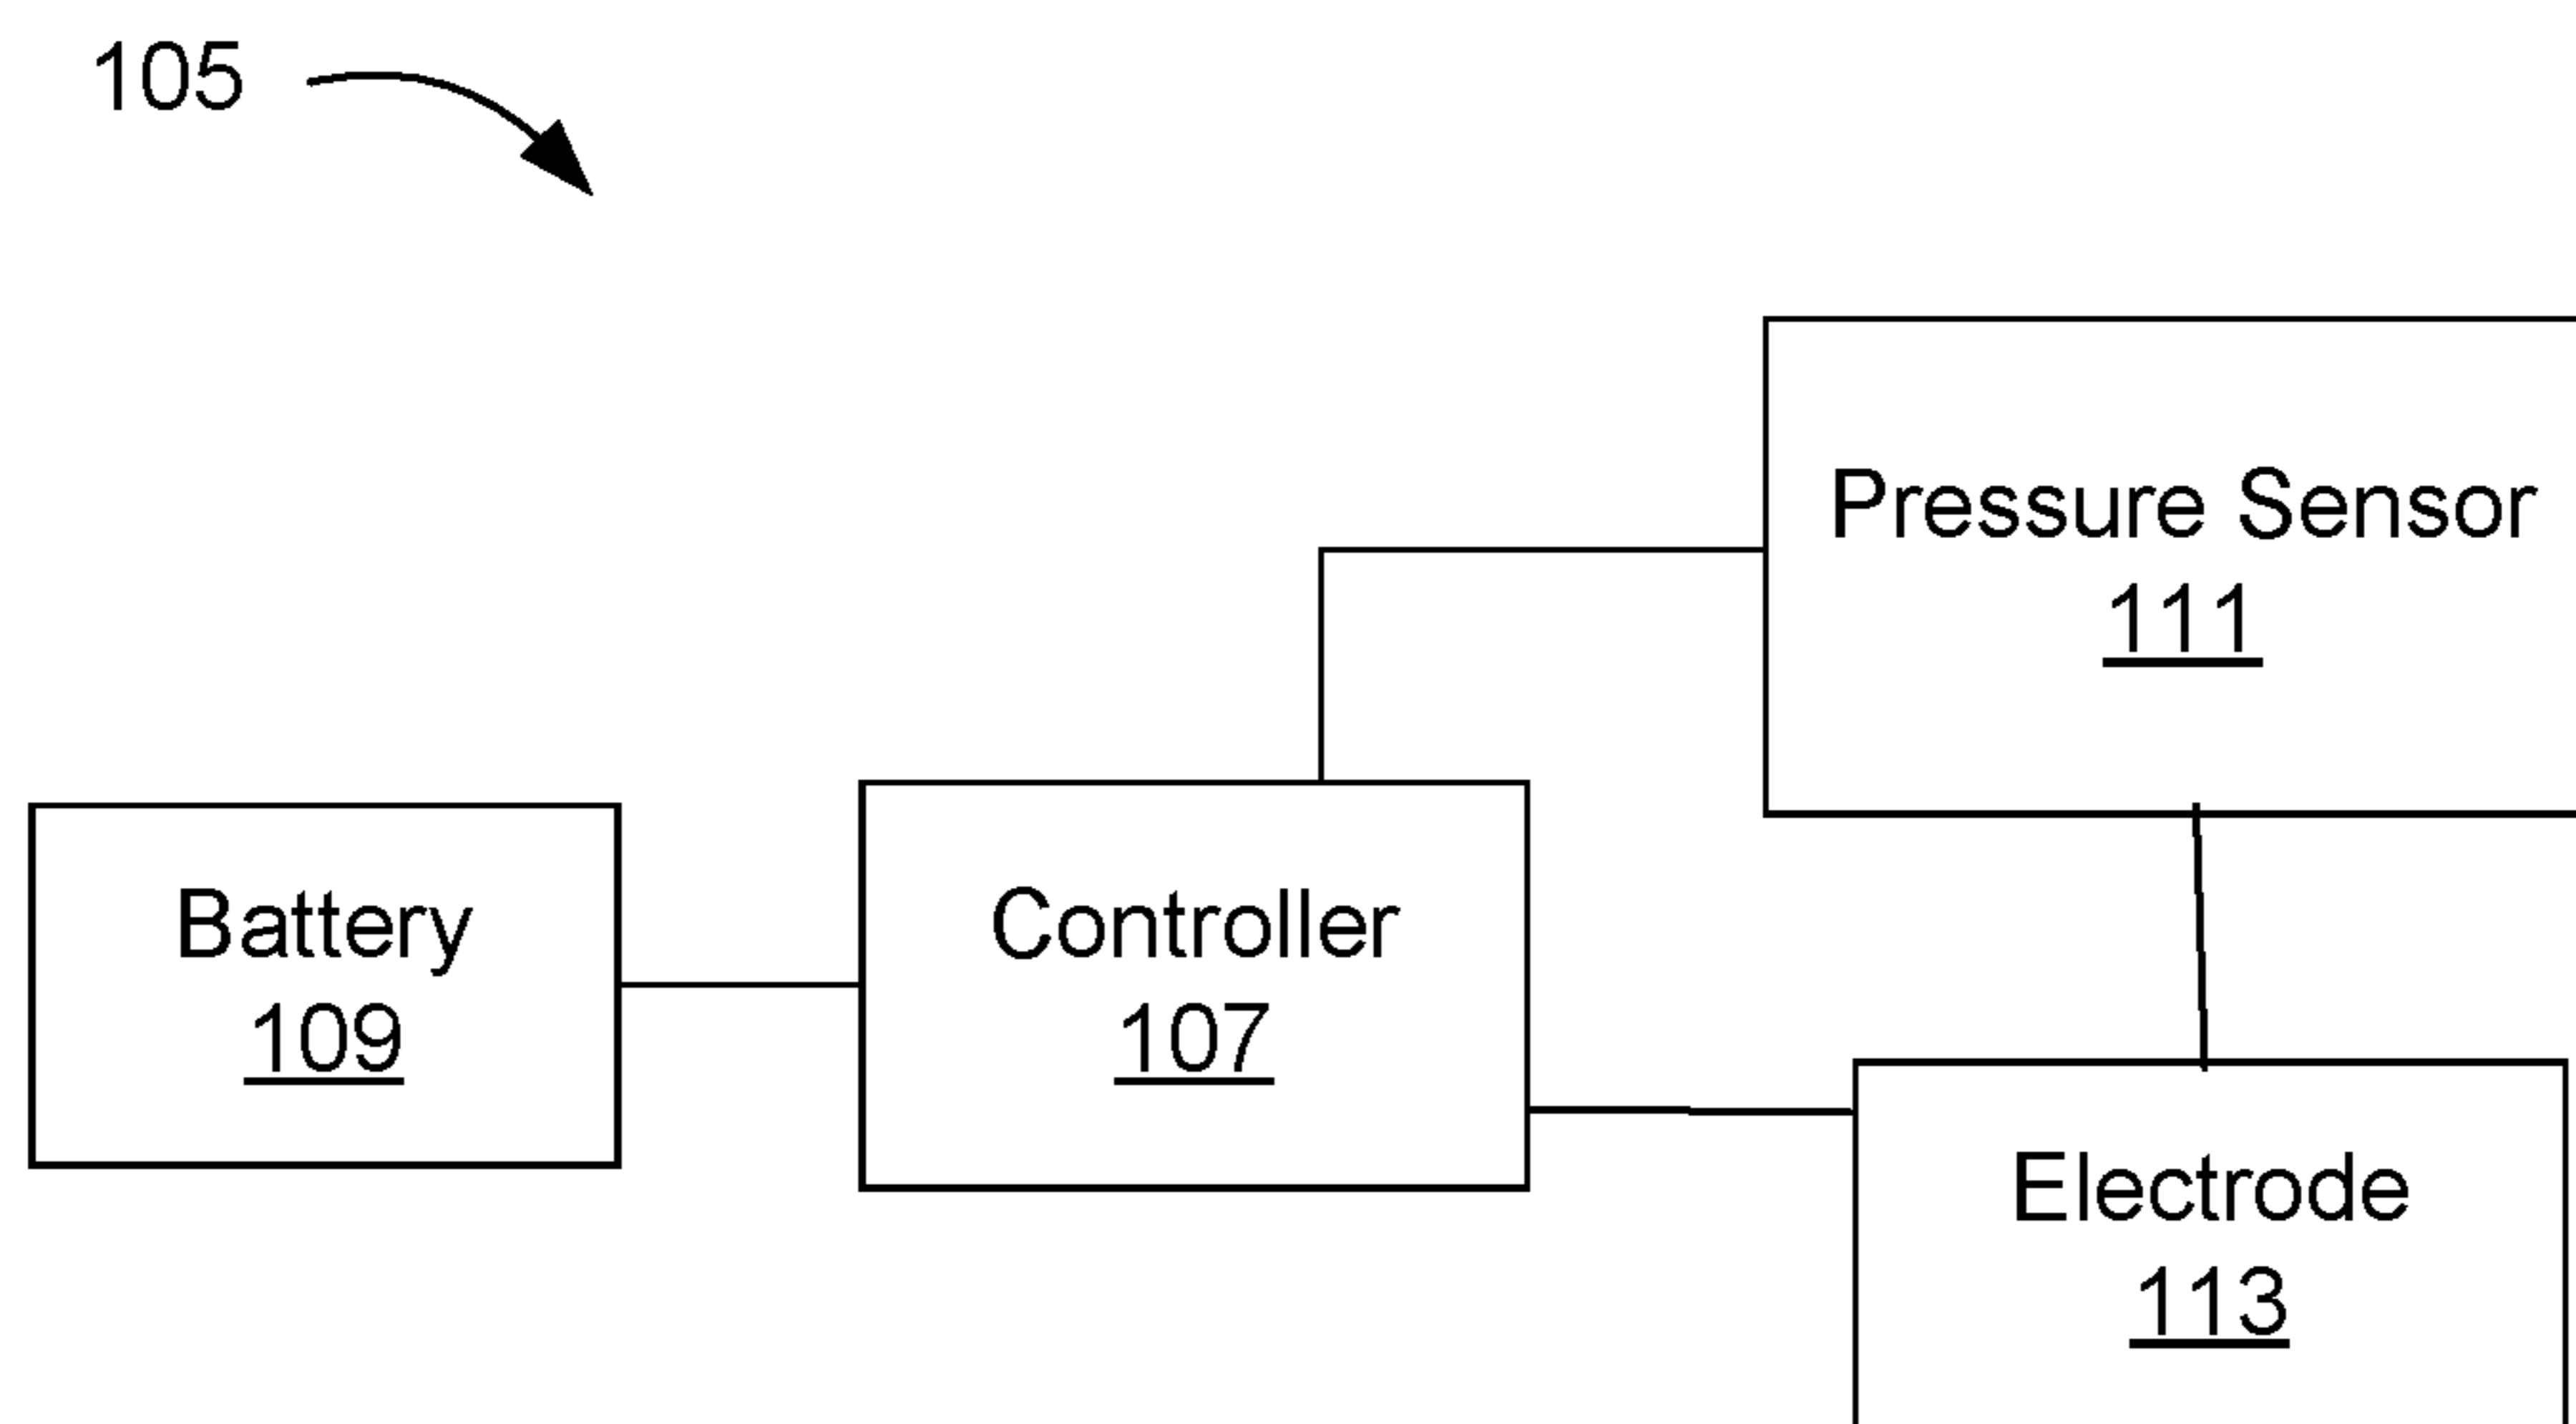 105
Pressure Sensor
111
Battery
109
Controller
107
Electrode
113